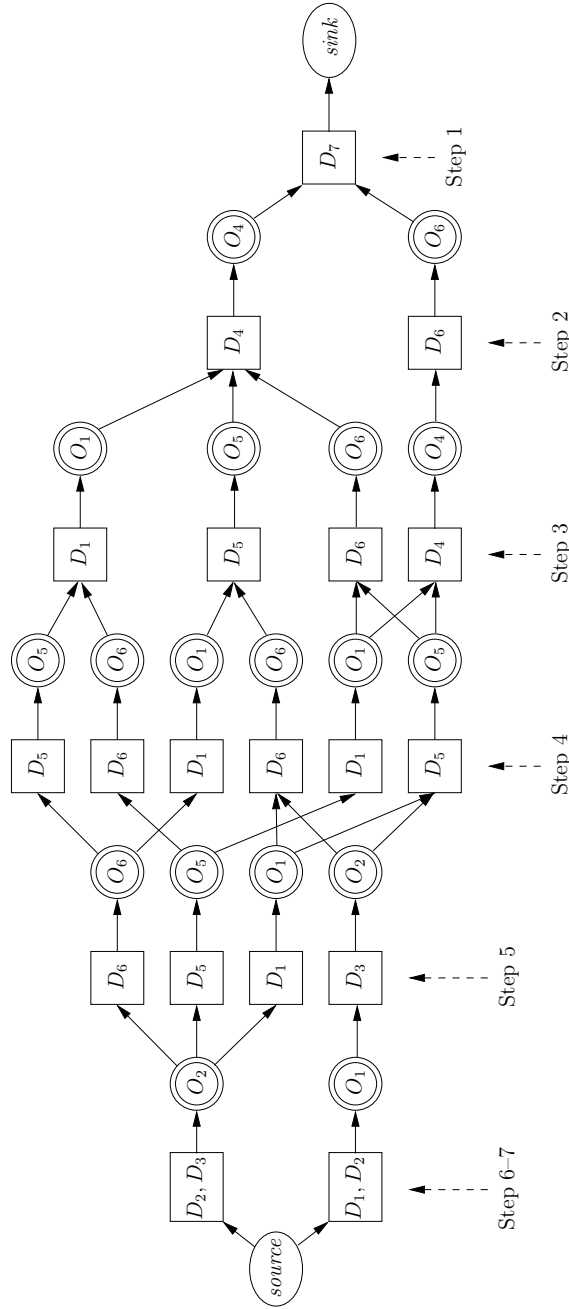 source
D₂, D₃
D₁, D₂
Step 6–7
O₂
O₁
D₆
D₅
D₁
D₃
Step 5
O₆
O₅
O₁
O₂
D₅
D₆
D₁
D₆
D₁
D₅
Step 4
O₅
O₆
O₁
O₆
O₁
O₅
D₁
D₅
D₆
D₄
Step 3
O₁
O₅
O₆
O₄
D₄
D₆
Step 2
O₄
O₆
D₇
Step 1
sink